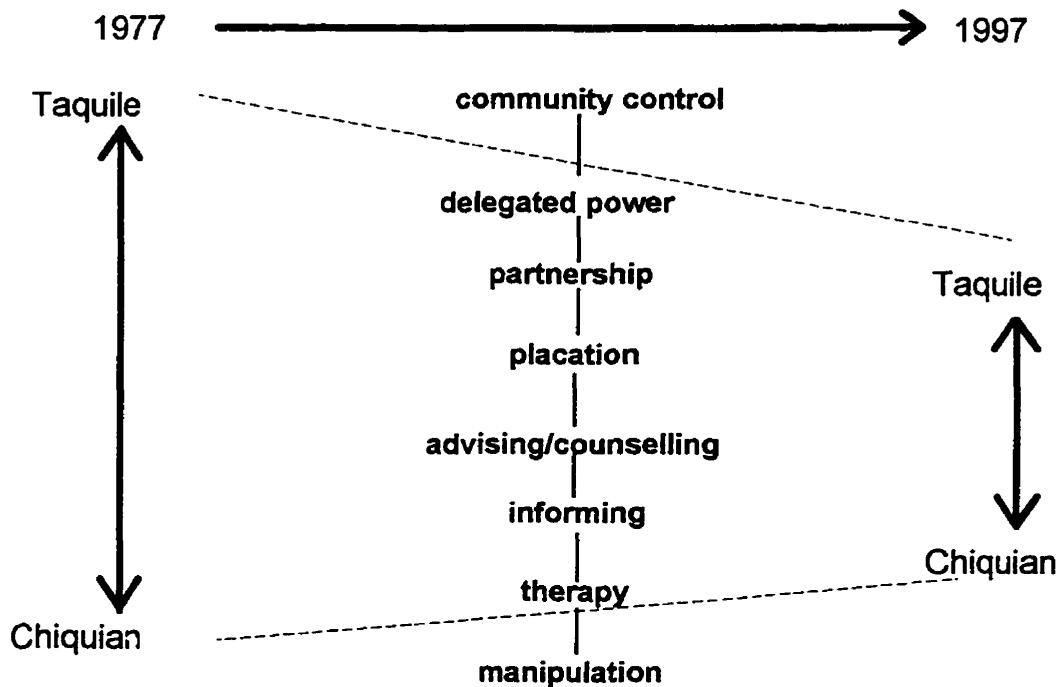 1977 1997
Taquile
community control
delegated power
partnership
Taquile
placation
advising/counselling
informing
Chiquian
therapy
Chiquian
manipulation